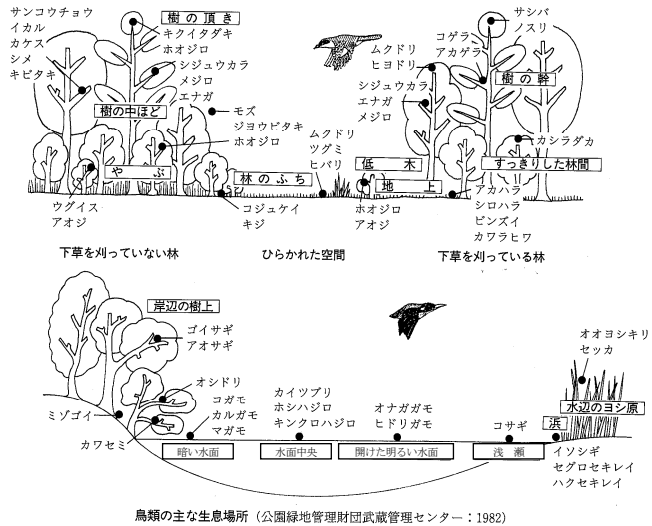 サンコウチョウ
イカル
カケス
シメ
キビタキ
樹の頂き
キクイタダキ
ホオジロ
シジュウカラ
メジロ
エナガ
樹の中ほど
モズ
ジョウビタキ
ホオジロ
やぶ
ウグイス
アオジ
林のふち
コジュケイ
キジ
ムクドリ
ツグミ
ヒバリ
ムクドリ
ヒヨドリ
シジュウカラ
エナガ
メジロ
低木
地上
ホオジロ
アオジ
サシバ
ノスリ
コゲラ
アカゲラ
樹の幹
カシラダカ
すっきりした林間
アカハラ
シロハラ
ビンズイ
カワラヒワ
下草を刈っていない林
ひらかれた空間
下草を刈っている林
岸辺の樹上
ゴイサギ
アオサギ
オシドリ
コガモ
カルガモ
マガモ
ミゾゴイ
カワセミ
カイツブリ
ホシハジロ
キンクロハジロ
オナガガモ
ヒドリガモ
コサギ
オオヨシキリ
セッカ
水辺のヨシ原
浜
イソシギ
セグロセキレイ
ハクセキレイ
暗い水面
水面中央
開けた明るい水面
浅瀬
鳥類の主な生息場所（公園緑地管理財団武蔵管理センター：1982）